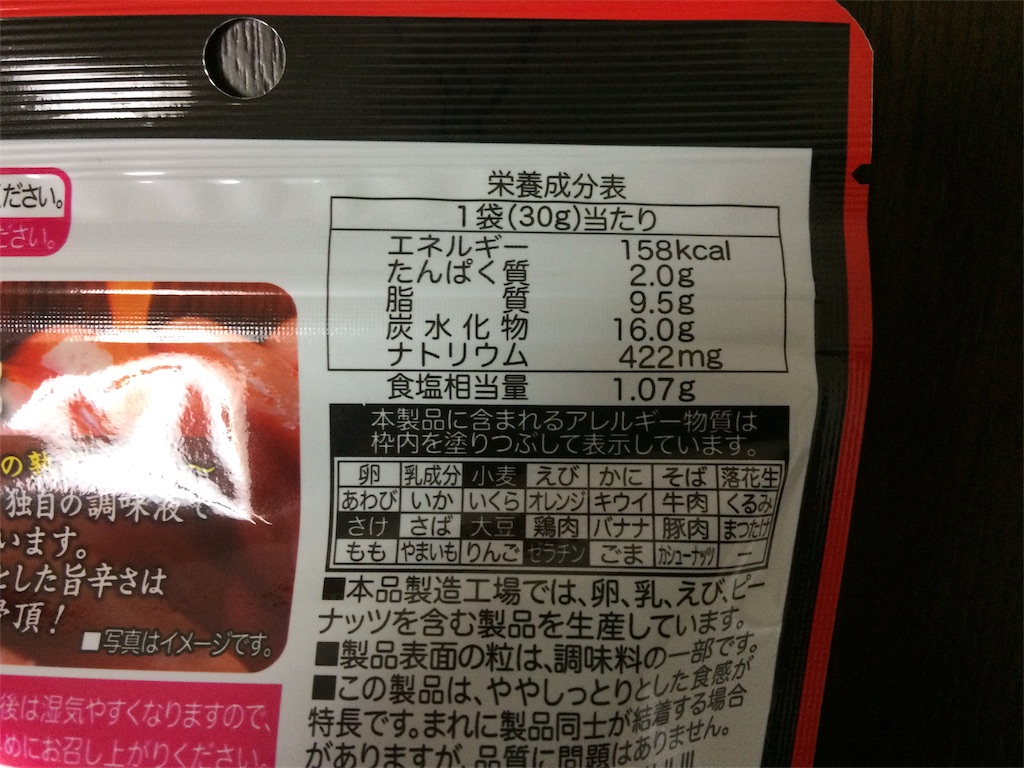 ください。
ださい。
栄養成分表
1袋(30g)当たり
エネルギー 158kcal
たんぱく質 2.0g
脂質 9.5g
炭水化物 16.0g
ナトリウム 422mg
食塩相当量 1.07g
本製品に含まれるアレルギー物質は
枠内を塗りつぶして表示しています。
卵 乳成分 小麦 えび かに そば 落花生
あわび いか いくら オレンジ キウイ 牛肉 くるみ
さけ さば 大豆 鶏肉 バナナ 豚肉 まつたけ
もも やまいも りんご ゼラチン ごま カシューナッツ ー
■本品製造工場では、卵、乳、えび、ピー
ナッツを含む製品を生産しています。
■製品表面の粒は、調味料の一部です。
■この製品は、ややしっとりとした食感が
特長です。まれに製品同士が結着する場合
がありますが、品質に問題はありません。
の
独自の調味液で
います。
とした旨辛さは
頂！
■写真はイメージです。
後は湿気やすくなりますので、
めにお召し上がりください。